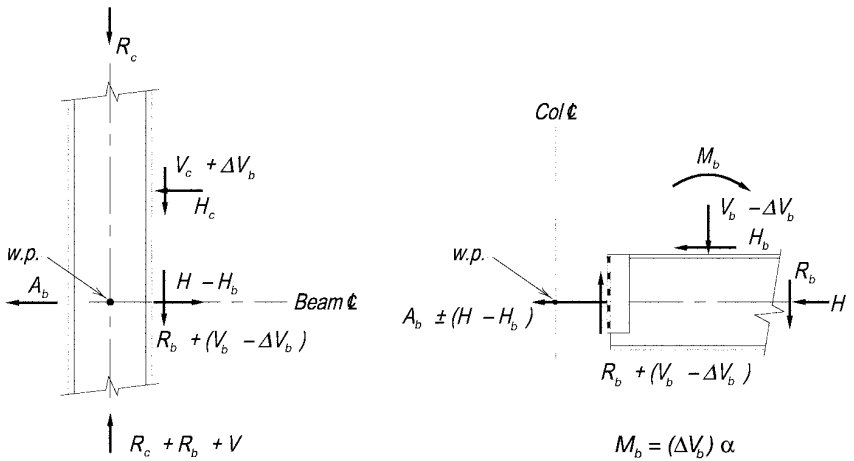 R_c
V_c + ΔV_b
H_c
w.p.
A_b
H – H_b
Beam ℄
R_b + (V_b – ΔV_b)
R_c + R_b + V
Col ℄
M_b
V_b – ΔV_b
H_b
w.p.
R_b
H
A_b ± (H – H_b)
R_b + (V_b – ΔV_b)
M_b = (ΔV_b) α